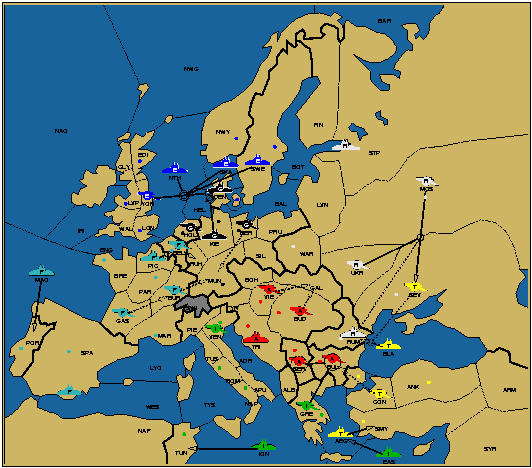 BAR
NWG
NAO
NWY
FIN
STP
EDI
CLY
SWE
BOT
SKA
NTH
MOS
LVP
YOR
DEN
LVN
HEL
BAL
IRI
WAL
LON
HOL
KIE
BER
PRU
WAR
ENG
BEL
RUH
SIL
UKR
PIC
BRE
MUN
BOH
GAL
SEV
MAO
PAR
BUR
VIE
BUD
GAS
RUM
BLA
POR
SPA
MAR
PIE
VEN
TRI
SER
BUL
TUS
ADR
LYO
ROM
APU
ALB
CON
ANK
ARM
WES
TYS
NAP
GRE
AEG
SMY
NAF
TUN
ION
EAS
SYR